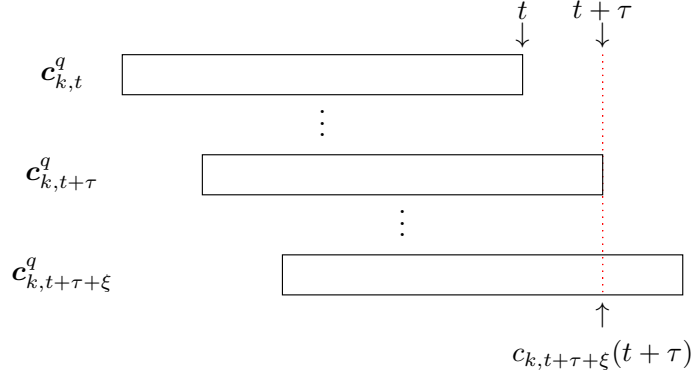 t t + τ
c^q_{k,t}
⋮
c^q_{k,t+τ}
⋮
c^q_{k,t+τ+ξ}
c_{k,t+τ+ξ}(t + τ)